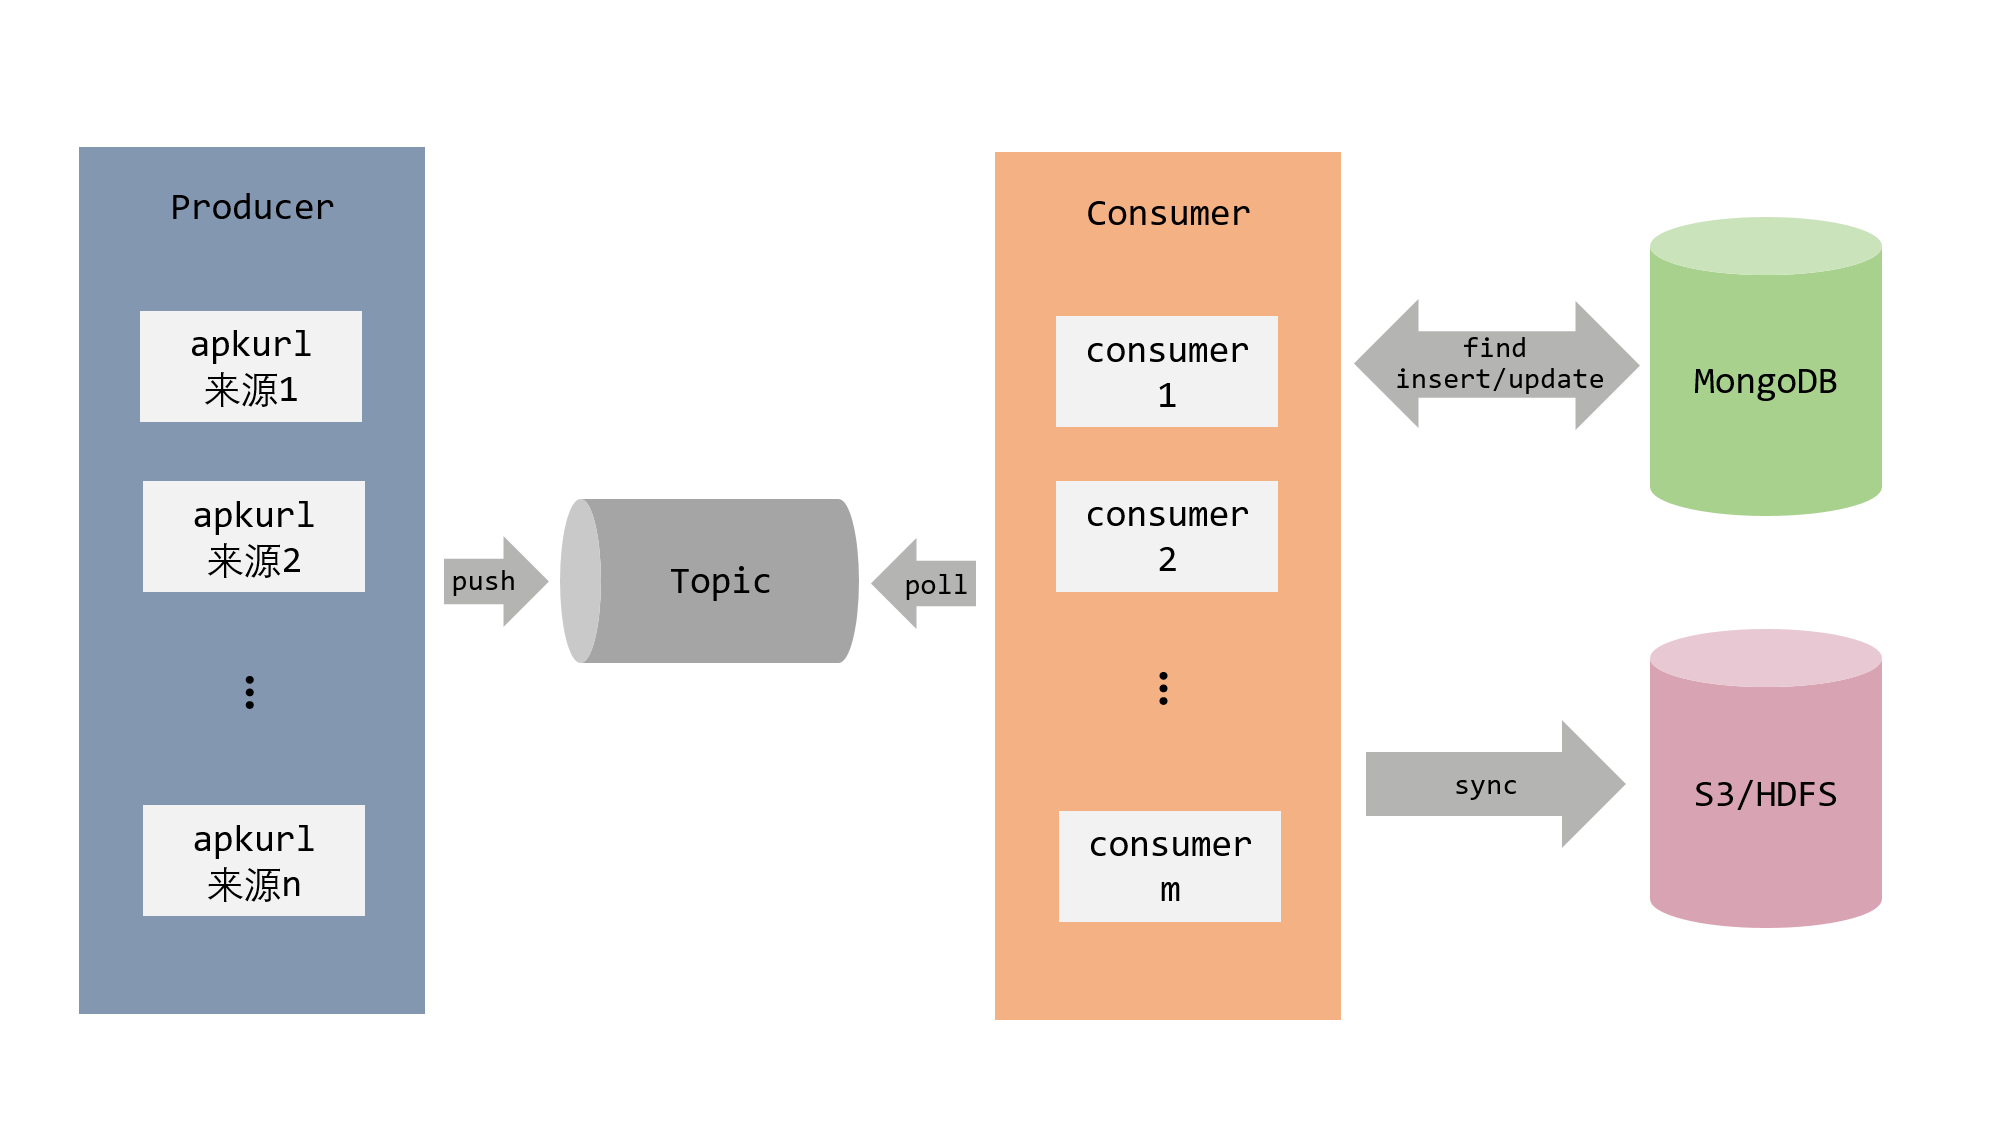 Producer
apkurl
来源1
apkurl
来源2
apkurl
来源n
push
Topic
poll
Consumer
consumer
1
consumer
2
consumer
m
find
insert/update
MongoDB
sync
S3/HDFS